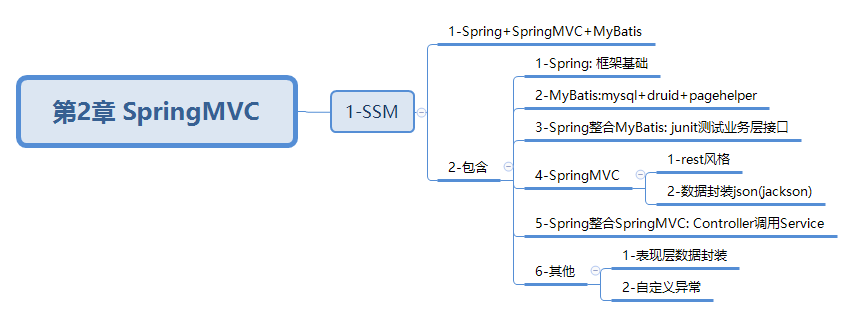 第2章 SpringMVC
1-SSM
1-Spring+SpringMVC+MyBatis
2-包含
1-Spring: 框架基础
2-MyBatis:mysql+druid+pagehelper
3-Spring整合MyBatis: junit测试业务层接口
4-SpringMVC
1-rest风格
2-数据封装json(jackson)
5-Spring整合SpringMVC: Controller调用Service
6-其他
1-表现层数据封装
2-自定义异常